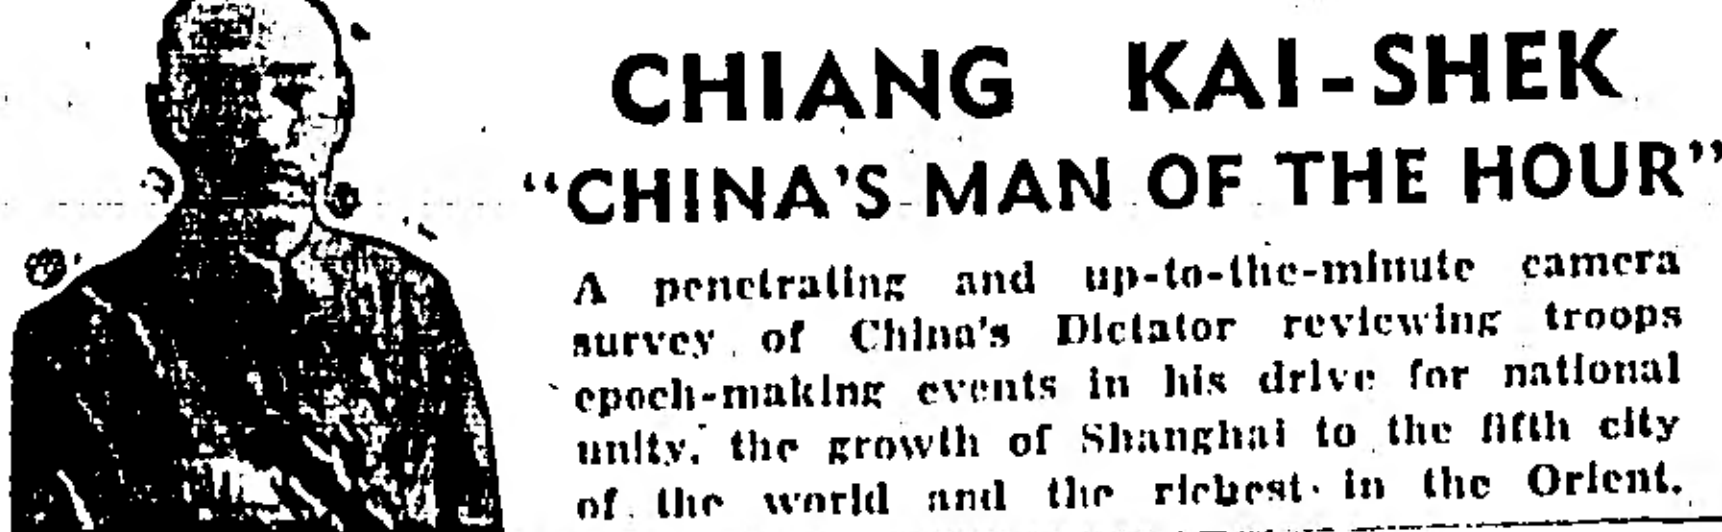 CHIANG KAI-SHEK
“CHINA'S MAN OF THE HOUR”
A penetrating and up-to-the-minute camera
survey of China's Dictator reviewing troops
epoch-making events in his drive for national
unity, the growth of Shanghai to the fifth city
of the world and the richest in the Orient.